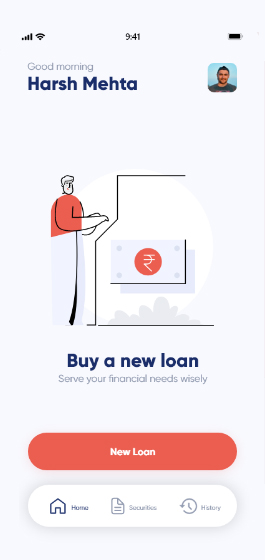 9:41
Good morning
Harsh Mehta
₹
Buy a new loan
Serve your financial needs wisely
New Loan
Home
Securities
History